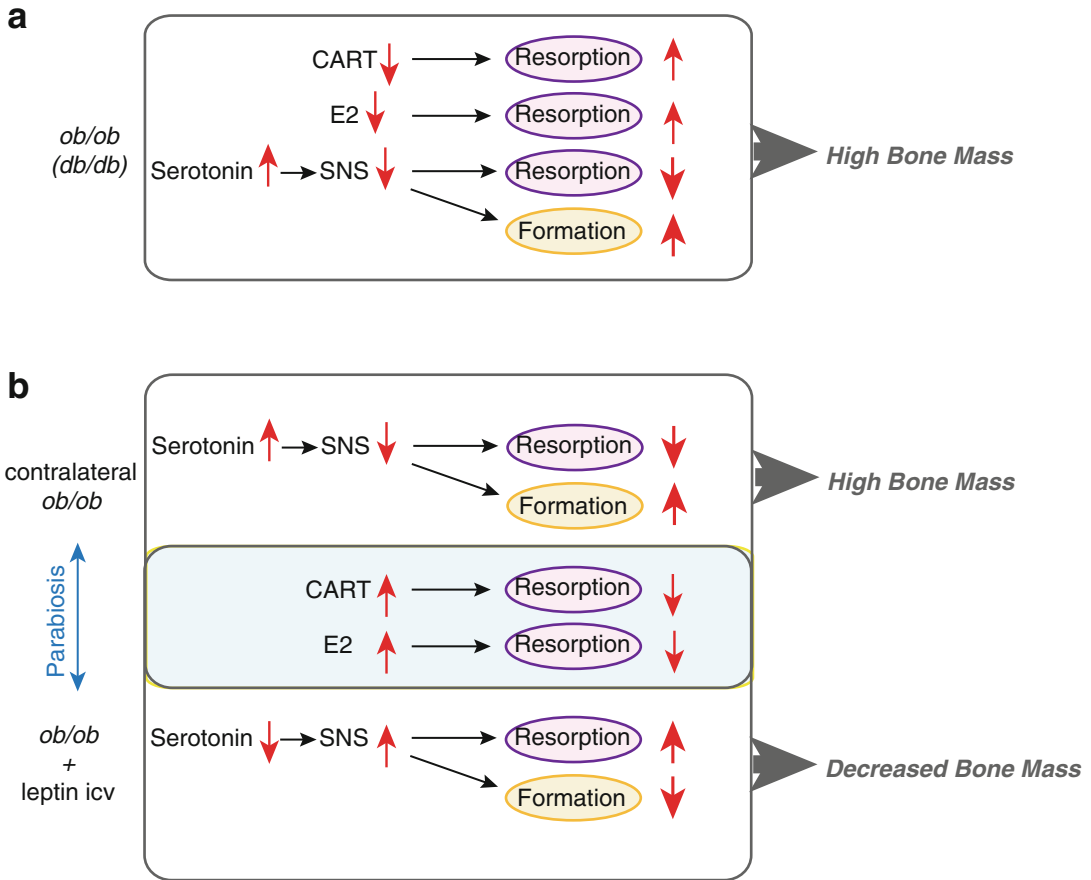 a
CART Resorption
E2 Resorption
ob/ob
(db/db)
Serotonin SNS Resorption
High Bone Mass
Formation
b
Serotonin SNS Resorption
contralateral
ob/ob
High Bone Mass
Formation
Parabiosis
CART Resorption
E2 Resorption
ob/ob
+
leptin icv
Serotonin SNS Resorption
Decreased Bone Mass
Formation